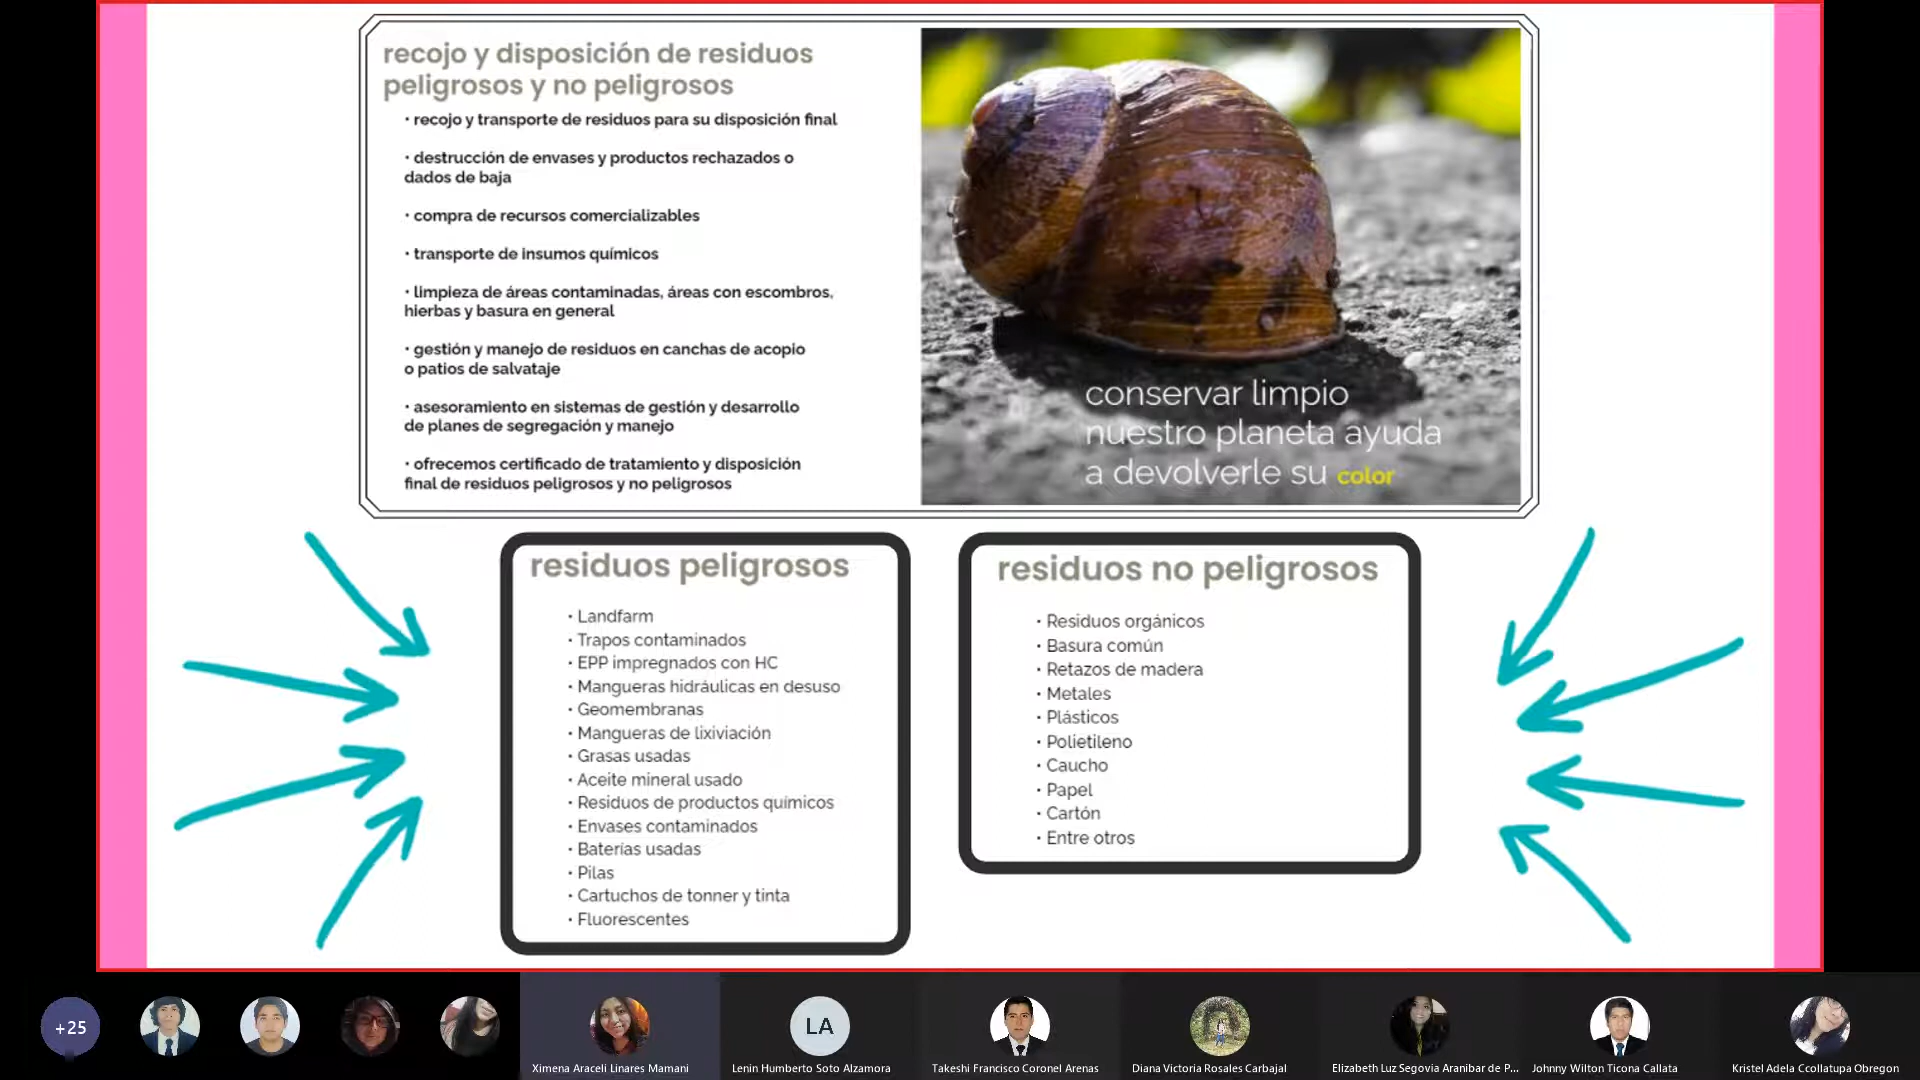 recojo y disposición de residuos
peligrosos y no peligrosos
• recojo y transporte de residuos para su disposición final
• destrucción de envases y productos rechazados o
dados de baja
• compra de recursos comercializables
• transporte de insumos químicos
• limpieza de áreas contaminadas, áreas con escombros,
hierbas y basura en general
• gestión y manejo de residuos en canchas de acopio
o patios de salvataje
• asesoramiento en sistemas de gestión y desarrollo
de planes de segregación y manejo
• ofrecemos certificado de tratamiento y disposición
final de residuos peligrosos y no peligrosos
conservar limpio
nuestro planeta ayuda
a devolverle su color
residuos peligrosos
• Landfarm
• Trapos contaminados
• EPP impregnados con HC
• Mangueras hidráulicas en desuso
• Geomembranas
• Mangueras de lixiviación
• Grasas usadas
• Aceite mineral usado
• Residuos de productos químicos
• Envases contaminados
• Baterías usadas
• Pilas
• Cartuchos de tonner y tinta
• Fluorescentes
residuos no peligrosos
• Residuos orgánicos
• Basura común
• Retazos de madera
• Metales
• Plásticos
• Polietileno
• Caucho
• Papel
• Cartón
• Entre otros
+25
LA
Ximena Araceli Linares Mamani
Lenin Humberto Soto Alzamora
Takeshi Francisco Coronel Arenas
Diana Victoria Rosales Carbajal
Elizabeth Luz Segovia Aranibar de P...
Johnny Wilton Ticona Callata
Kristel Adela Ccollatupa Obregon